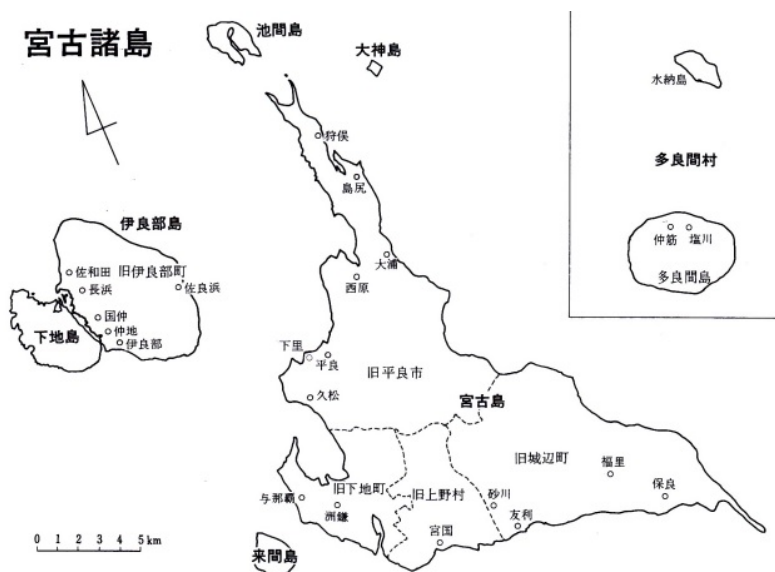 宮古諸島
池間島
大神島
水納島
狩俣
多良間村
島尻
伊良部島
仲筋
塩川
大浦
佐和田
旧伊良部町
西原
多良間島
長浜
佐良浜
国仲
下地島
仲地
伊良部
下里
平良
旧平良市
久松
宮古島
旧城辺町
福里
与那覇
旧下地町
旧上野村
砂川
保良
洲鎌
友利
宮国
来間島
0 1 2 3 4 5 km